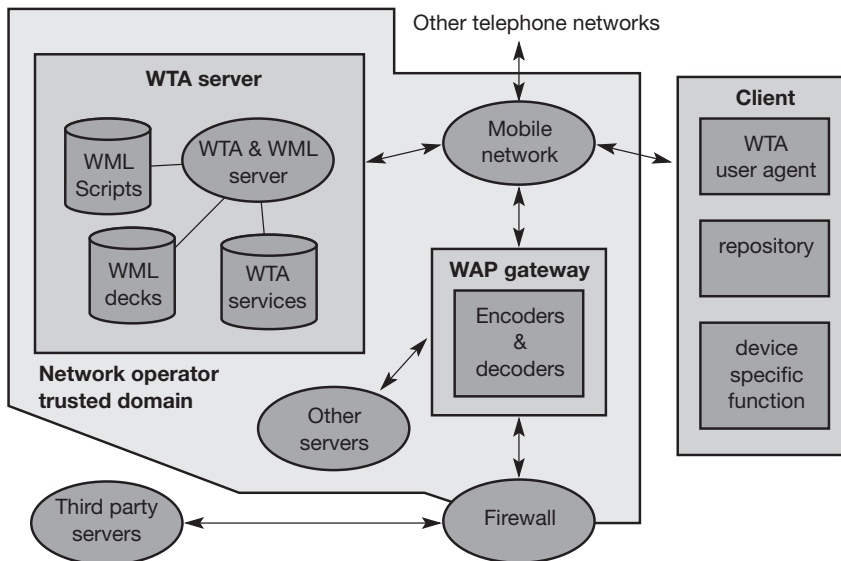 Other telephone networks
WTA server
WML
Scripts
WTA & WML
server
WML
decks
WTA
services
Mobile
network
Client
WTA
user agent
repository
device
specific
function
WAP gateway
Encoders
&
decoders
Network operator
trusted domain
Other
servers
Third party
servers
Firewall